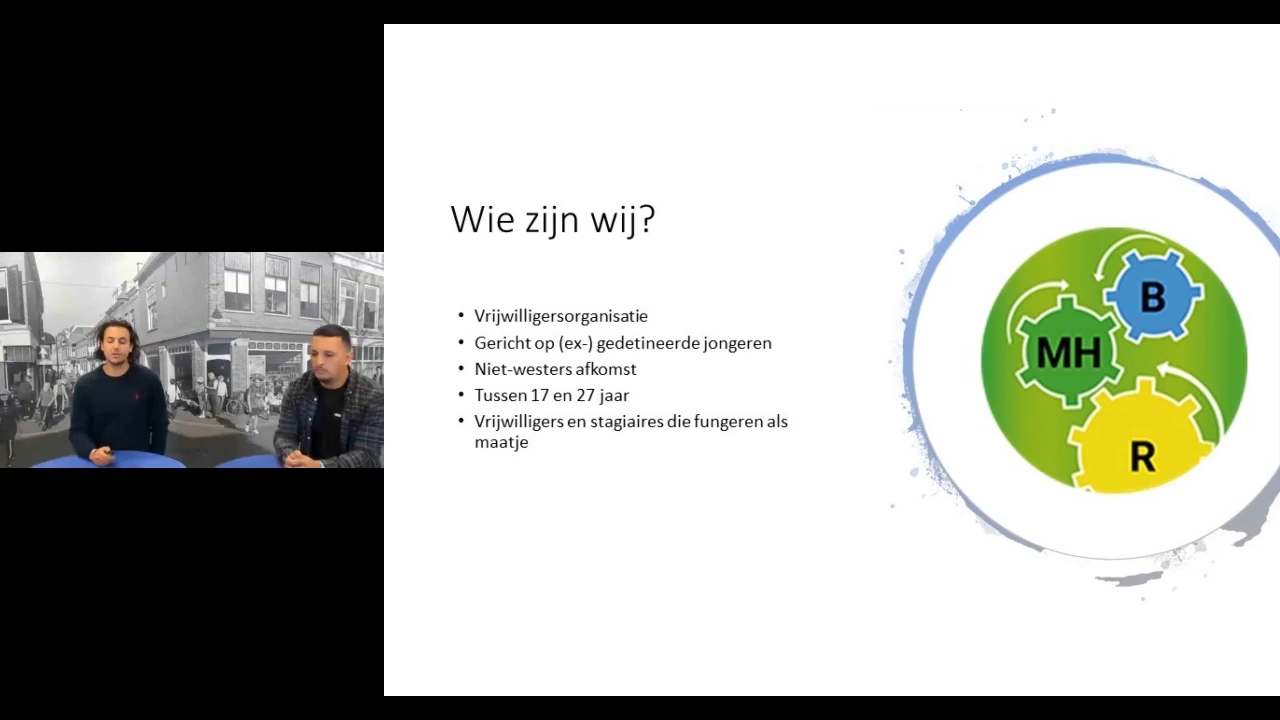 Wie zijn wij?
• Vrijwilligersorganisatie
• Gericht op (ex-) gedetineerde jongeren
• Niet-westers afkomst
• Tussen 17 en 27 jaar
• Vrijwilligers en stagiaires die fungeren als
maatje
B
MH
R